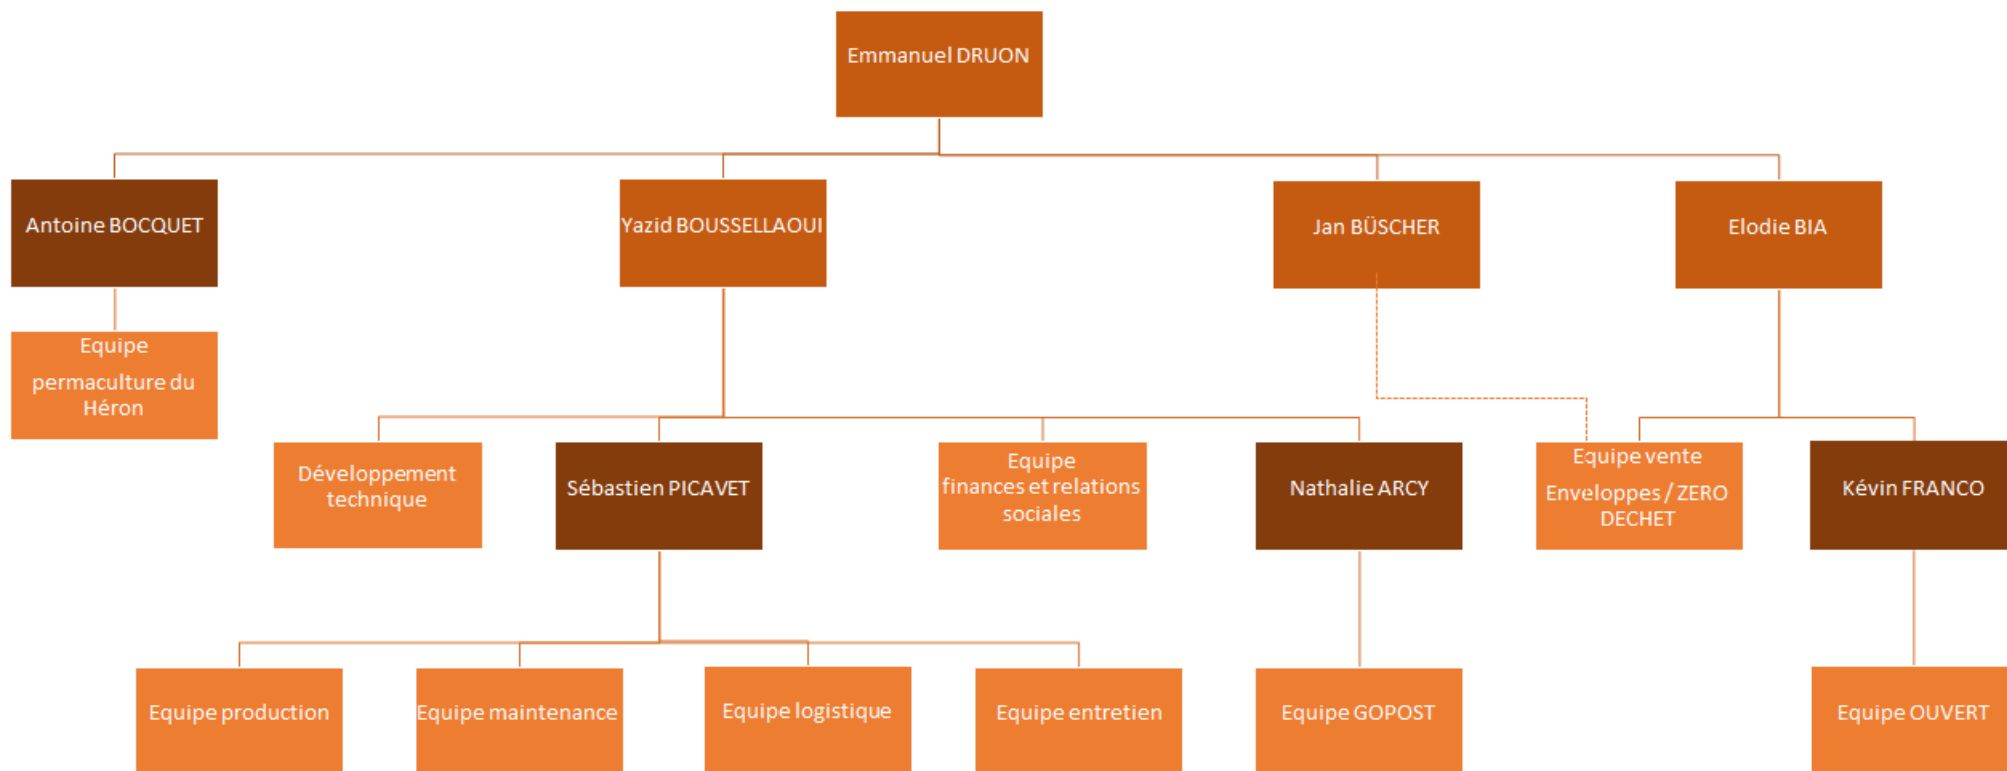 Emmanuel DRUON
Antoine BOCQUET
Yazid BOUSSELLAOUI
Jan BÜSCHER
Elodie BIA
Equipe
permaculture du
Héron
Développement
technique
Sébastien PICAVET
Equipe
finances et relations
sociales
Nathalie ARCY
Equipe vente
Enveloppes / ZERO
DECHET
Kévin FRANCO
Equipe production
Equipe maintenance
Equipe logistique
Equipe entretien
Equipe GOPOST
Equipe OUVERT